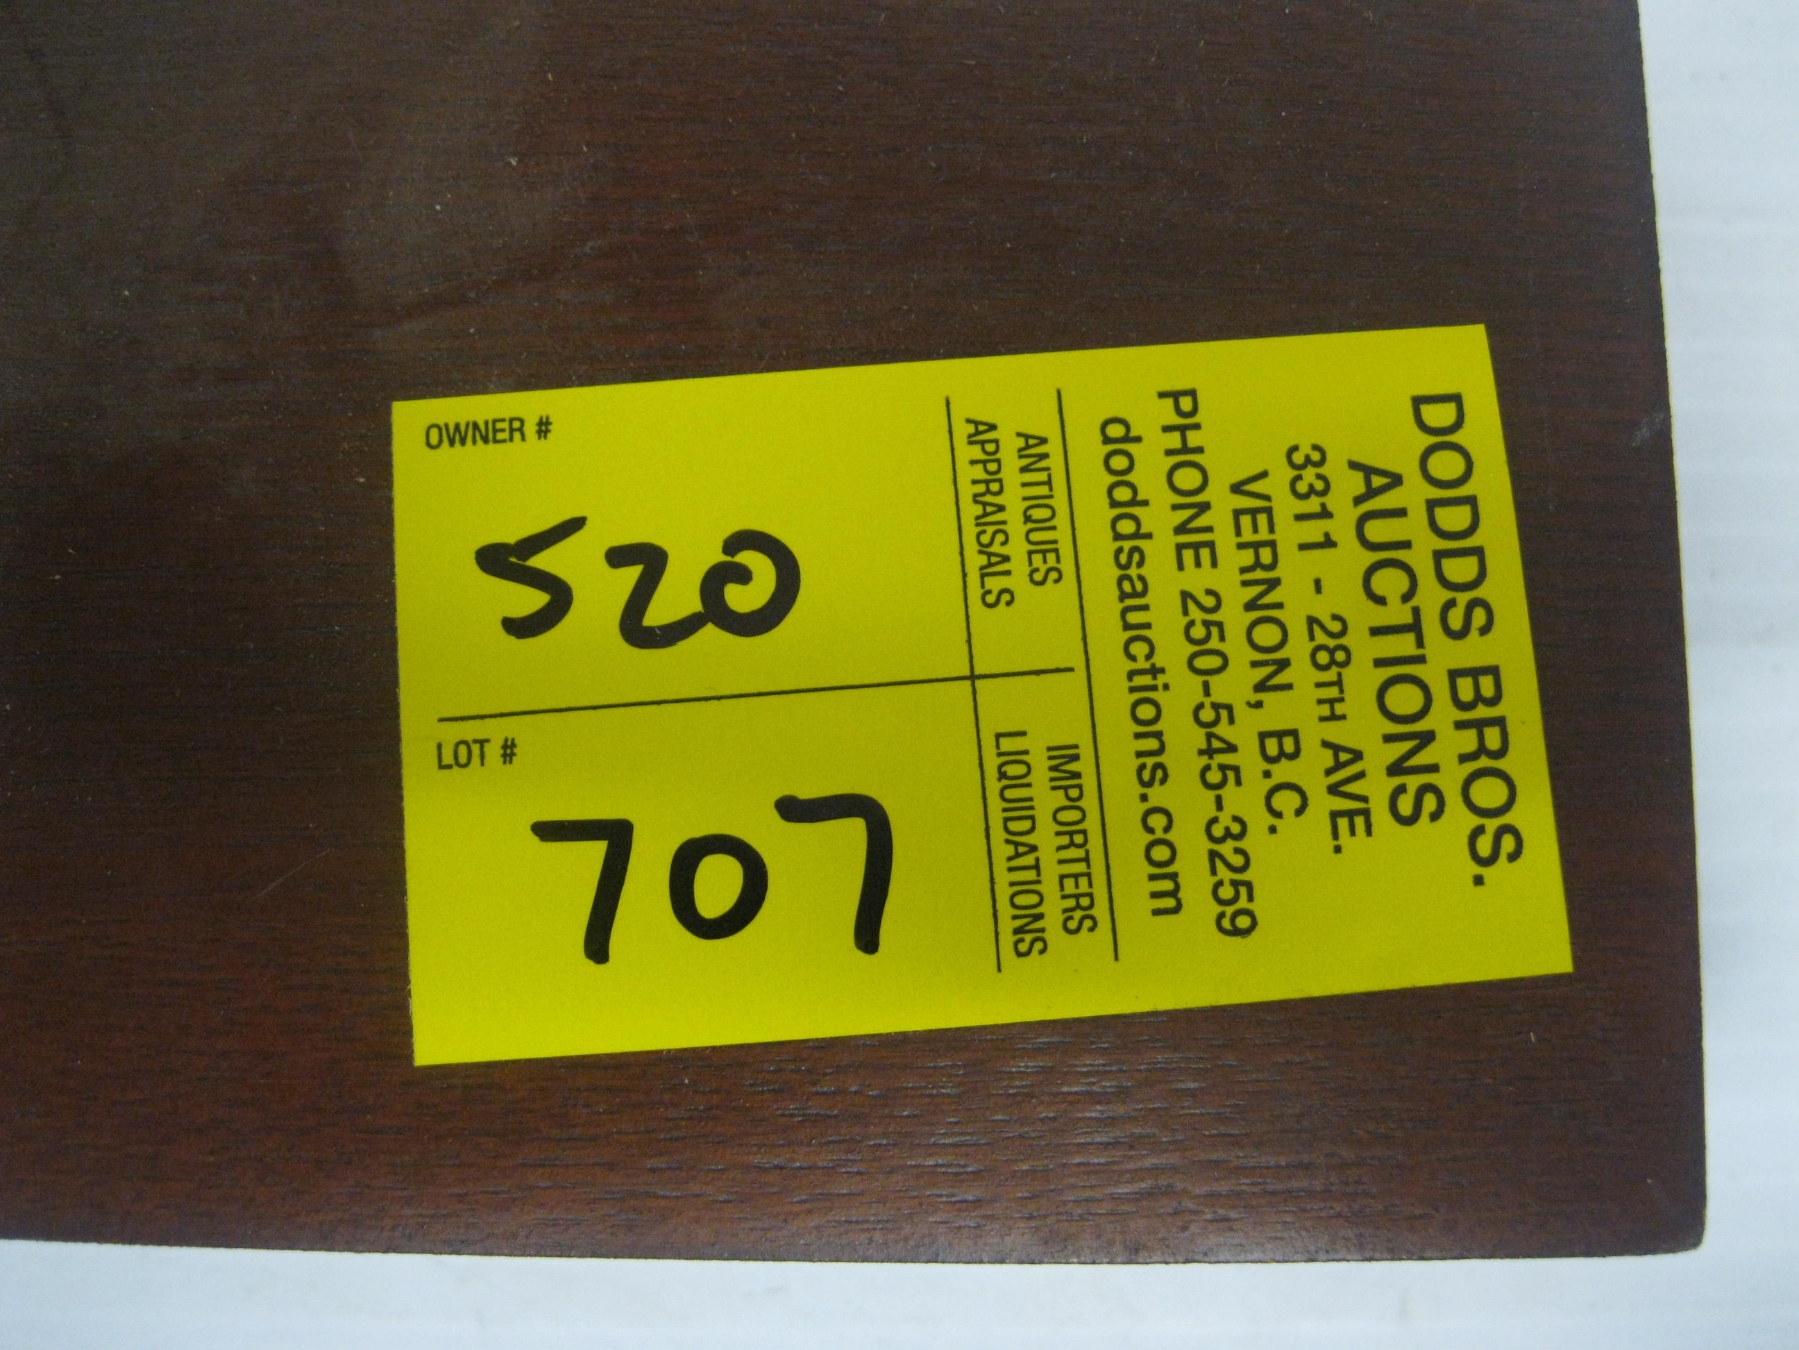 DODDS BROS.
AUCTIONS
3311 - 28TH AVE.
VERNON, B.C.
PHONE 250-545-3259
doddsauctions.com
ANTIQUES
APPRAISALS
IMPORTERS
LIQUIDATIONS
OWNER #
520
LOT #
707